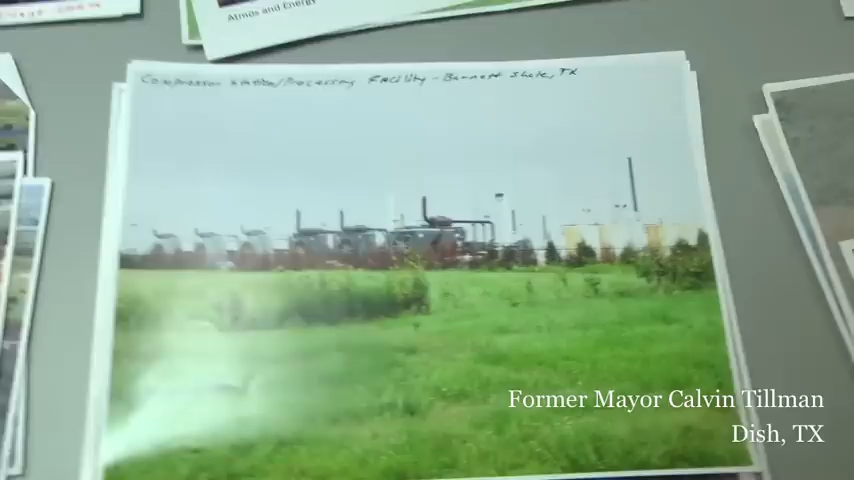 Atmos and Energy
Compressor Station/Processing Facility - Barnett Shale, TX
Former Mayor Calvin Tillman
Dish, TX